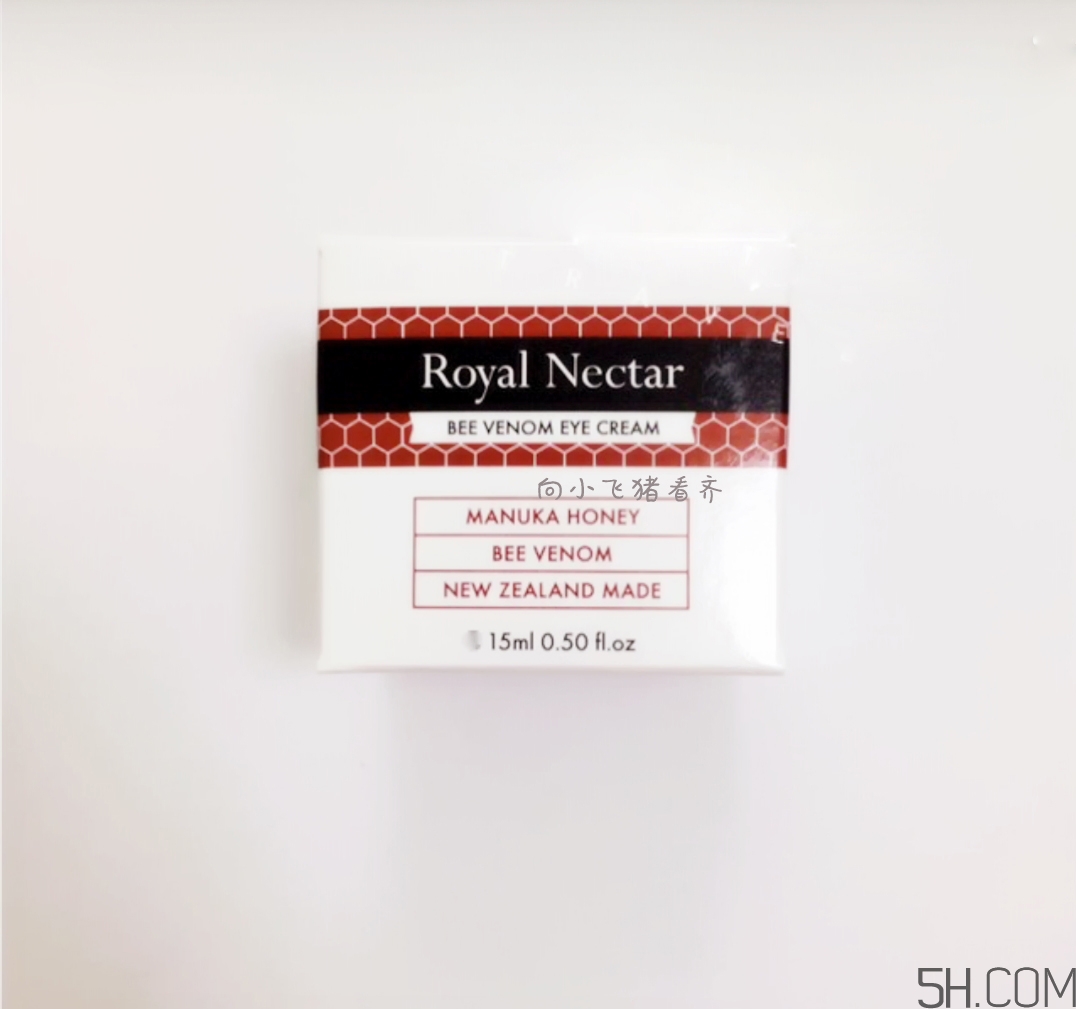 Royal Nectar
BEE VENOM EYE CREAM
向小飞猪看齐
MANUKA HONEY
BEE VENOM
NEW ZEALAND MADE
15ml 0.50 fl.oz
5H.COM